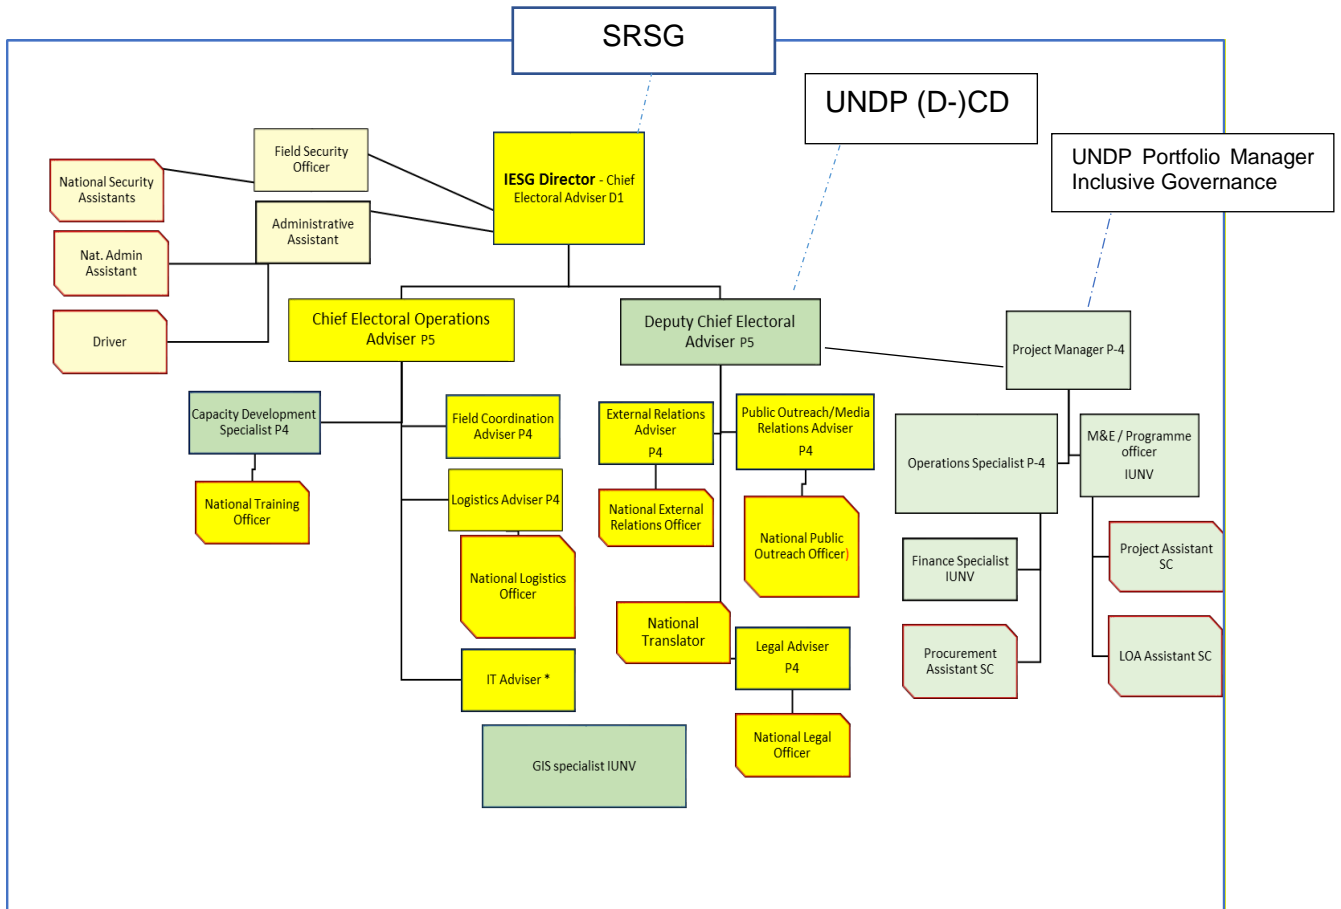 SRSG
UNDP (D-)CD
UNDP Portfolio Manager
Inclusive Governance
Field Security
Officer
National Security
Assistants
IESG Director - Chief
Electoral Adviser D1
Administrative
Assistant
Nat. Admin
Assistant
Driver
Chief Electoral Operations
Adviser P5
Deputy Chief Electoral
Adviser P5
Project Manager P-4
Capacity Development
Specialist P4
Field Coordination
Adviser P4
External Relations
Adviser
P4
Public Outreach/Media
Relations Adviser
P4
Operations Specialist P-4
M&E / Programme
officer
IUNV
National Training
Officer
Logistics Adviser P4
National External
Relations Officer
National Public
Outreach Officer)
National Logistics
Officer
Finance Specialist
IUNV
Project Assistant
SC
National
Translator
Legal Adviser
P4
Procurement
Assistant SC
LOA Assistant SC
IT Adviser *
National Legal
Officer
GIS specialist IUNV